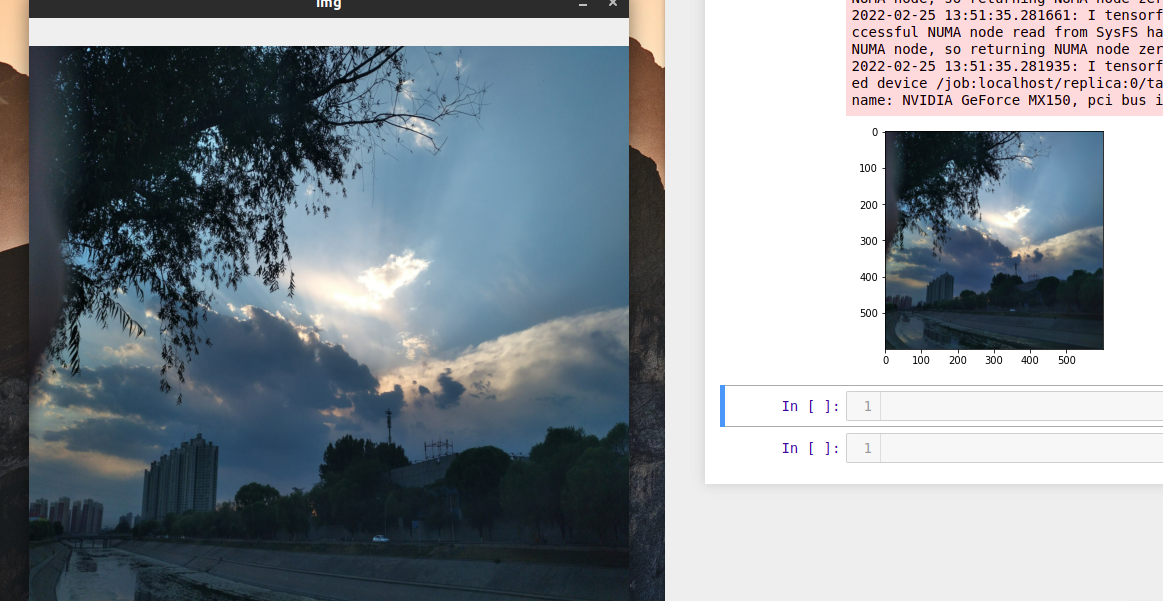 img
NUMA node, so returning NUMA node zer
2022-02-25 13:51:35.281661: I tensorf
ccessful NUMA node read from SysFS ha
NUMA node, so returning NUMA node zer
2022-02-25 13:51:35.281935: I tensorf
ed device /job:localhost/replica:0/ta
name: NVIDIA GeForce MX150, pci bus i
0
100
200
300
400
500
0 100 200 300 400 500
In [ ]: 1
In [ ]: 1